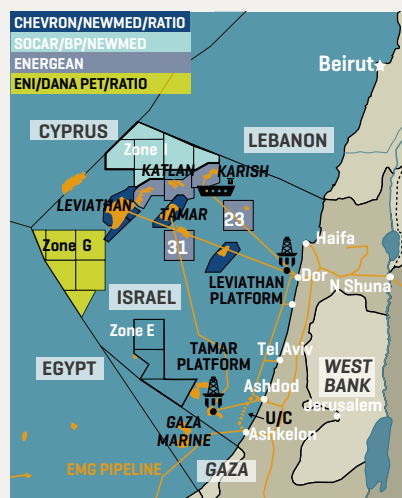 CHEVRON/NEWMED/RATIO
SOCAR/BP/NEWMED
ENERGEAN
ENI/DANA PET/RATIO
Beirut
CYPRUS
Zone I
LEBANON
KATLAN
KARISH
LEVIATHAN
TAMAR
23
Zone G
31
Haifa
Dor
N Shuna
LEVIATHAN
PLATFORM
ISRAEL
Zone E
EGYPT
TAMAR
PLATFORM
Tel Aviv
WEST
BANK
Ashdod
Jerusalem
U/C
GAZA
MARINE
Ashkelon
EMG PIPELINE
GAZA